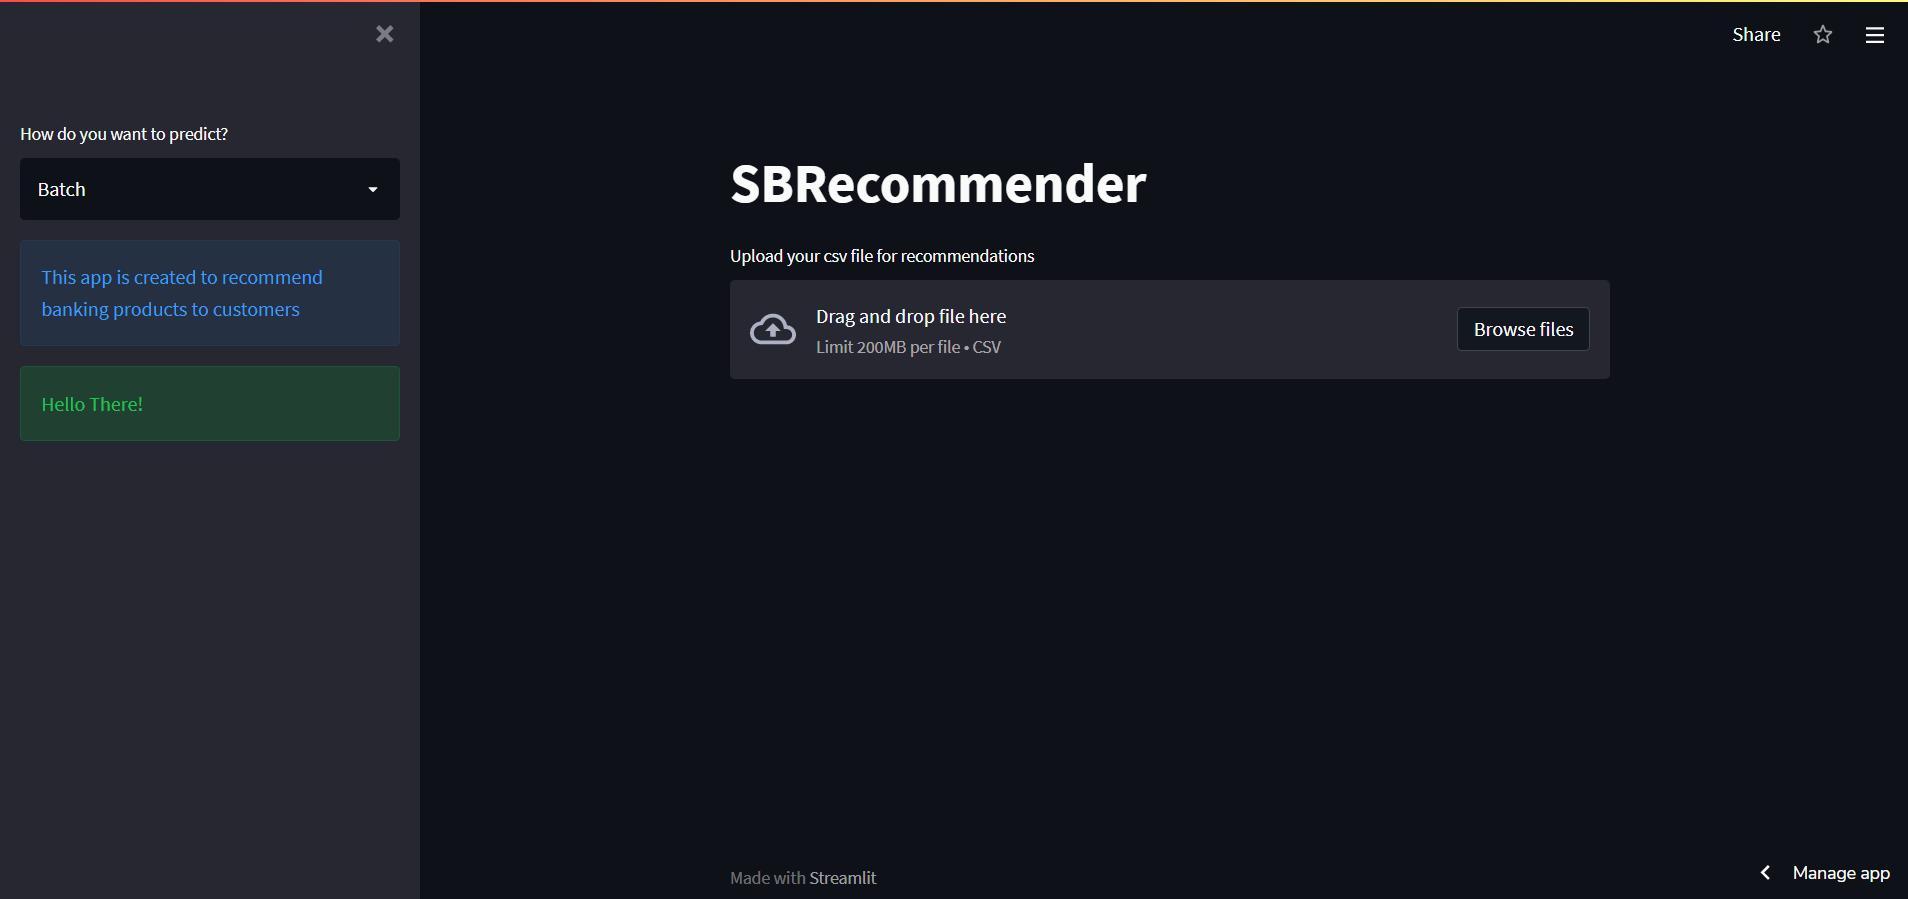 Share
How do you want to predict?
Batch
This app is created to recommend
banking products to customers
Hello There!
SBRecommender
Upload your csv file for recommendations
Drag and drop file here
Limit 200MB per file • CSV
Browse files
Made with Streamlit
Manage app